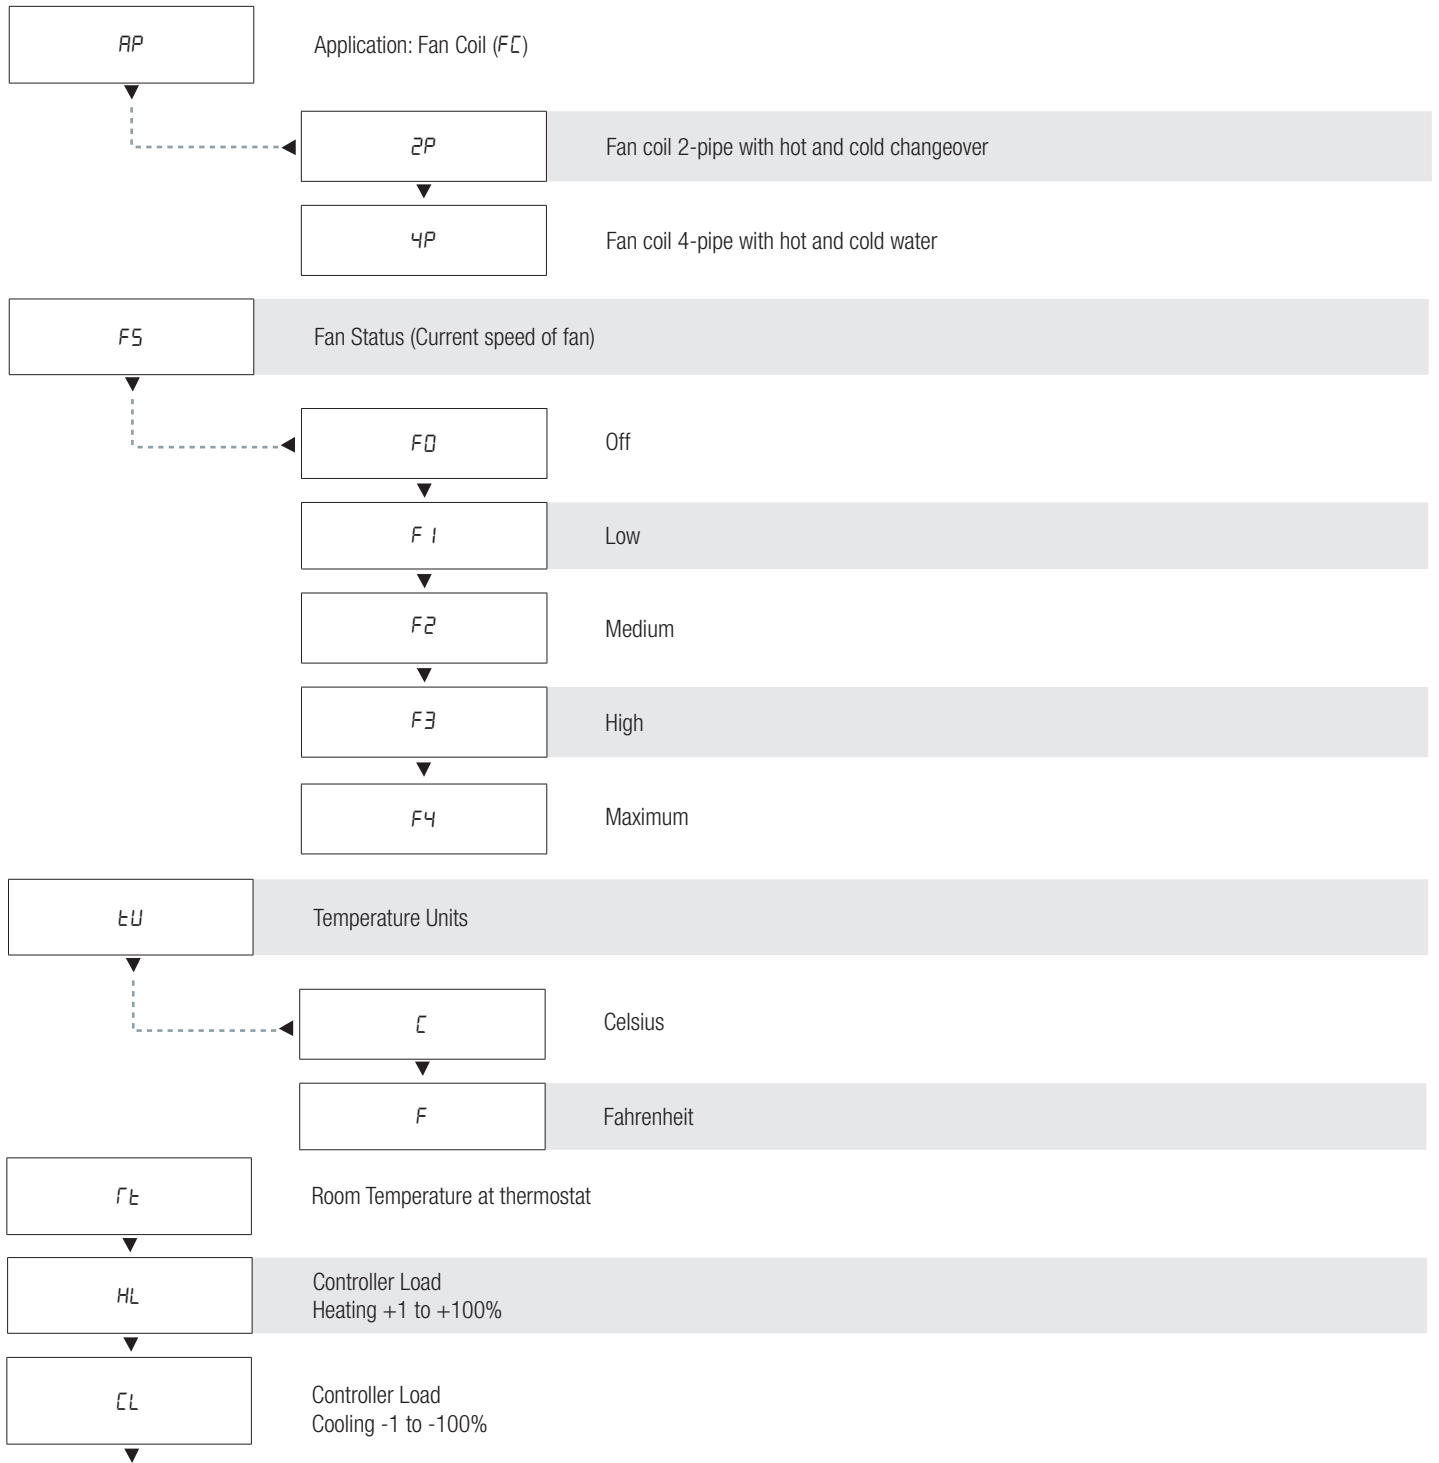 AP
Application: Fan Coil (FC)
2P
Fan coil 2-pipe with hot and cold changeover
4P
Fan coil 4-pipe with hot and cold water
FS
Fan Status (Current speed of fan)
F0
Off
F1
Low
F2
Medium
F3
High
F4
Maximum
tU
Temperature Units
C
Celsius
F
Fahrenheit
rt
Room Temperature at thermostat
HL
Controller Load
Heating +1 to +100%
CL
Controller Load
Cooling -1 to -100%